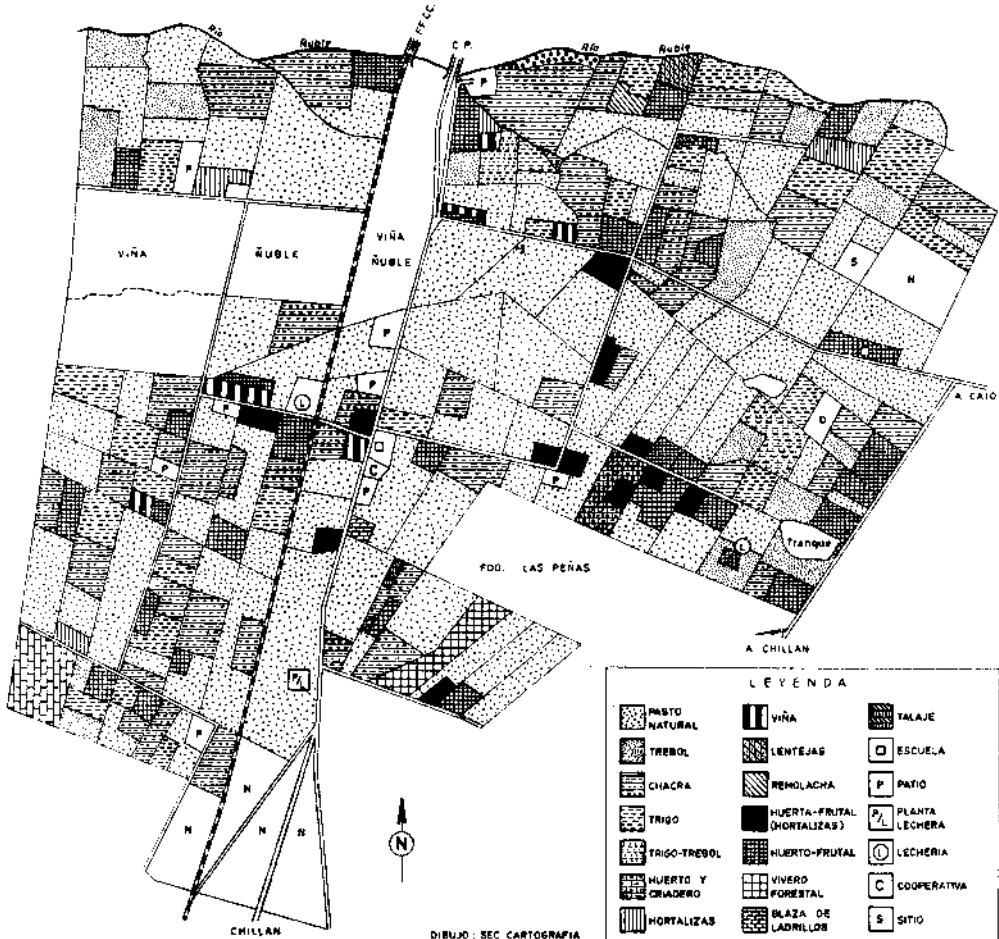 FF. CC.
C. P.
Río
Ñuble
Río
Ñuble
P
P
VIÑA
ÑUBLE
VIÑA
ÑUBLE
S
N
P
P
L
P
A. CATO
O
C
P
P
P
L
Tranque
FDO. LAS PEÑAS
A CHILLAN
P/L
P
N
N
N
N
N
CHILLAN
DIBUJO: SEC CARTOGRAFIA
LEYENDA
PASTO NATURAL
TREBOL
CHACRA
TRIGO
TRIGO-TREBOL
HUERTO Y CRIADERO
HORTALIZAS
VIÑA
LENTEJAS
REMOLACHA
HUERTA-FRUTAL
(HORTALIZAS)
HUERTO-FRUTAL
VIVERO
FORESTAL
BLAZA DE
LADRILLOS
TALAJE
ESCUELA
P
PATIO
P/L
PLANTA
LECHERA
L
LECHERIA
C
COOPERATIVA
S
SITIO